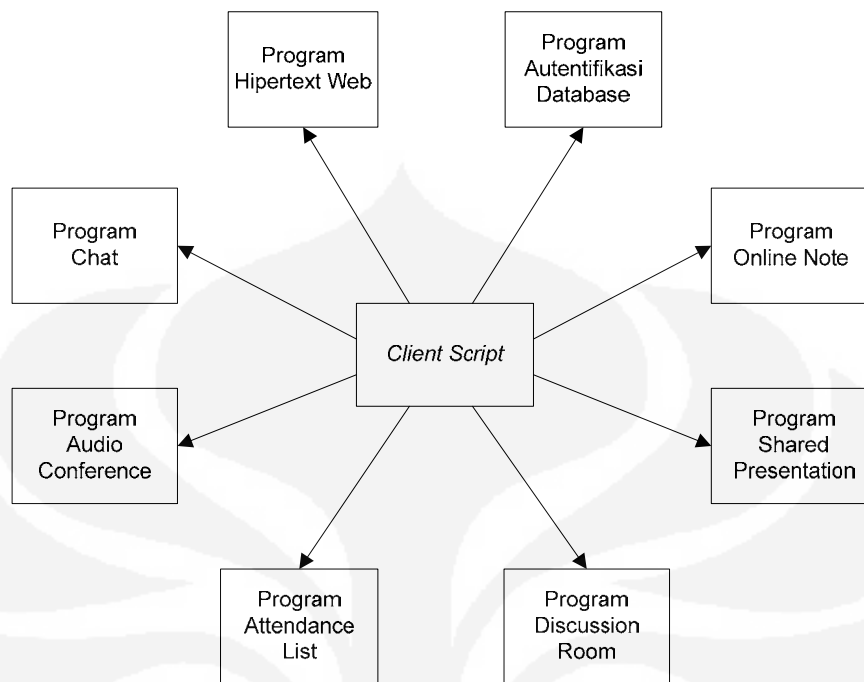 Program
Hipertext Web
Program
Autentifikasi
Database
Program
Chat
Program
Online Note
Client Script
Program
Audio
Conference
Program
Shared
Presentation
Program
Attendance
List
Program
Discussion
Room